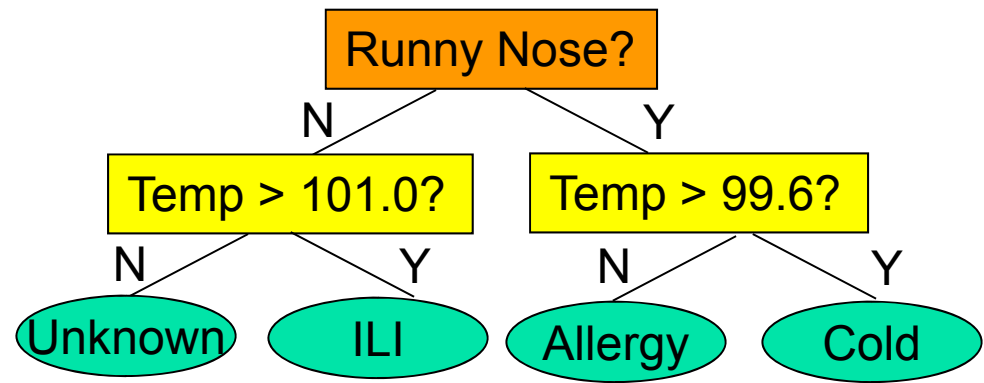 Runny Nose?
N Y
Temp > 101.0? Temp > 99.6?
N Y N Y
Unknown ILI Allergy Cold